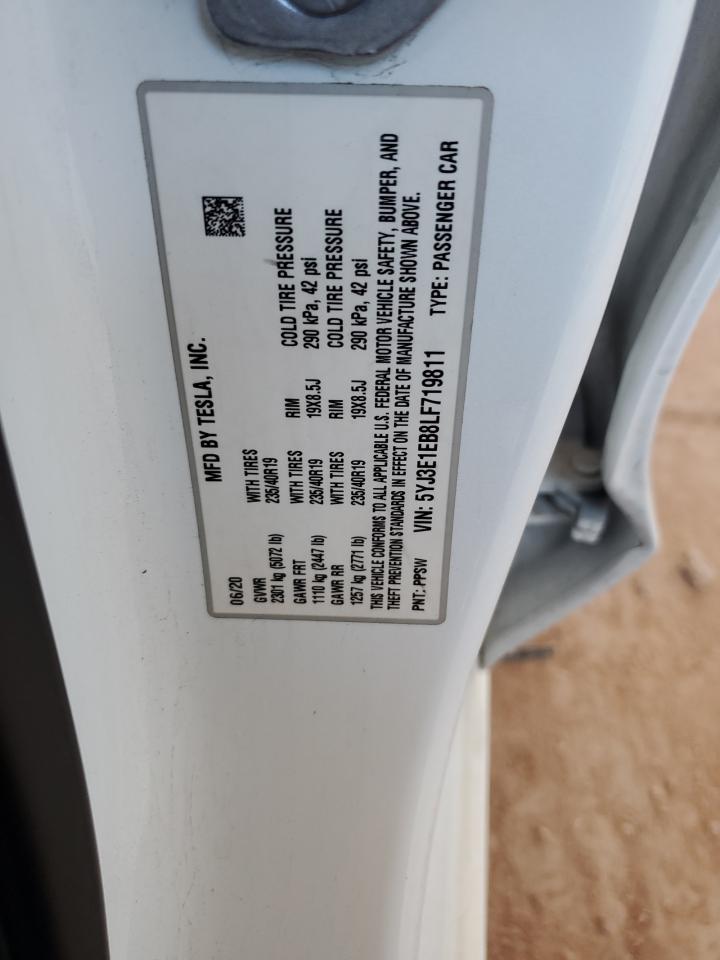 MFD BY TESLA, INC.
06/20
GVWR WITH TIRES RIM COLD TIRE PRESSURE
2301 kg (5072 lb) 235/40R19
GAWR FRT WITH TIRES RIM COLD TIRE PRESSURE
1110 kg (2447 lb) 235/40R19 19X8.5J 290 kPa, 42 psi
GAWR RR WITH TIRES RIM COLD TIRE PRESSURE
1257 kg (2771 lb) 235/40R19 19X8.5J 290 kPa, 42 psi
THIS VEHICLE CONFORMS TO ALL APPLICABLE U.S. FEDERAL MOTOR VEHICLE SAFETY, BUMPER, AND
THEFT PREVENTION STANDARDS IN EFFECT ON THE DATE OF MANUFACTURE SHOWN ABOVE.
PNT: PPSW VIN: 5YJ3E1EB8LF719811 TYPE: PASSENGER CAR